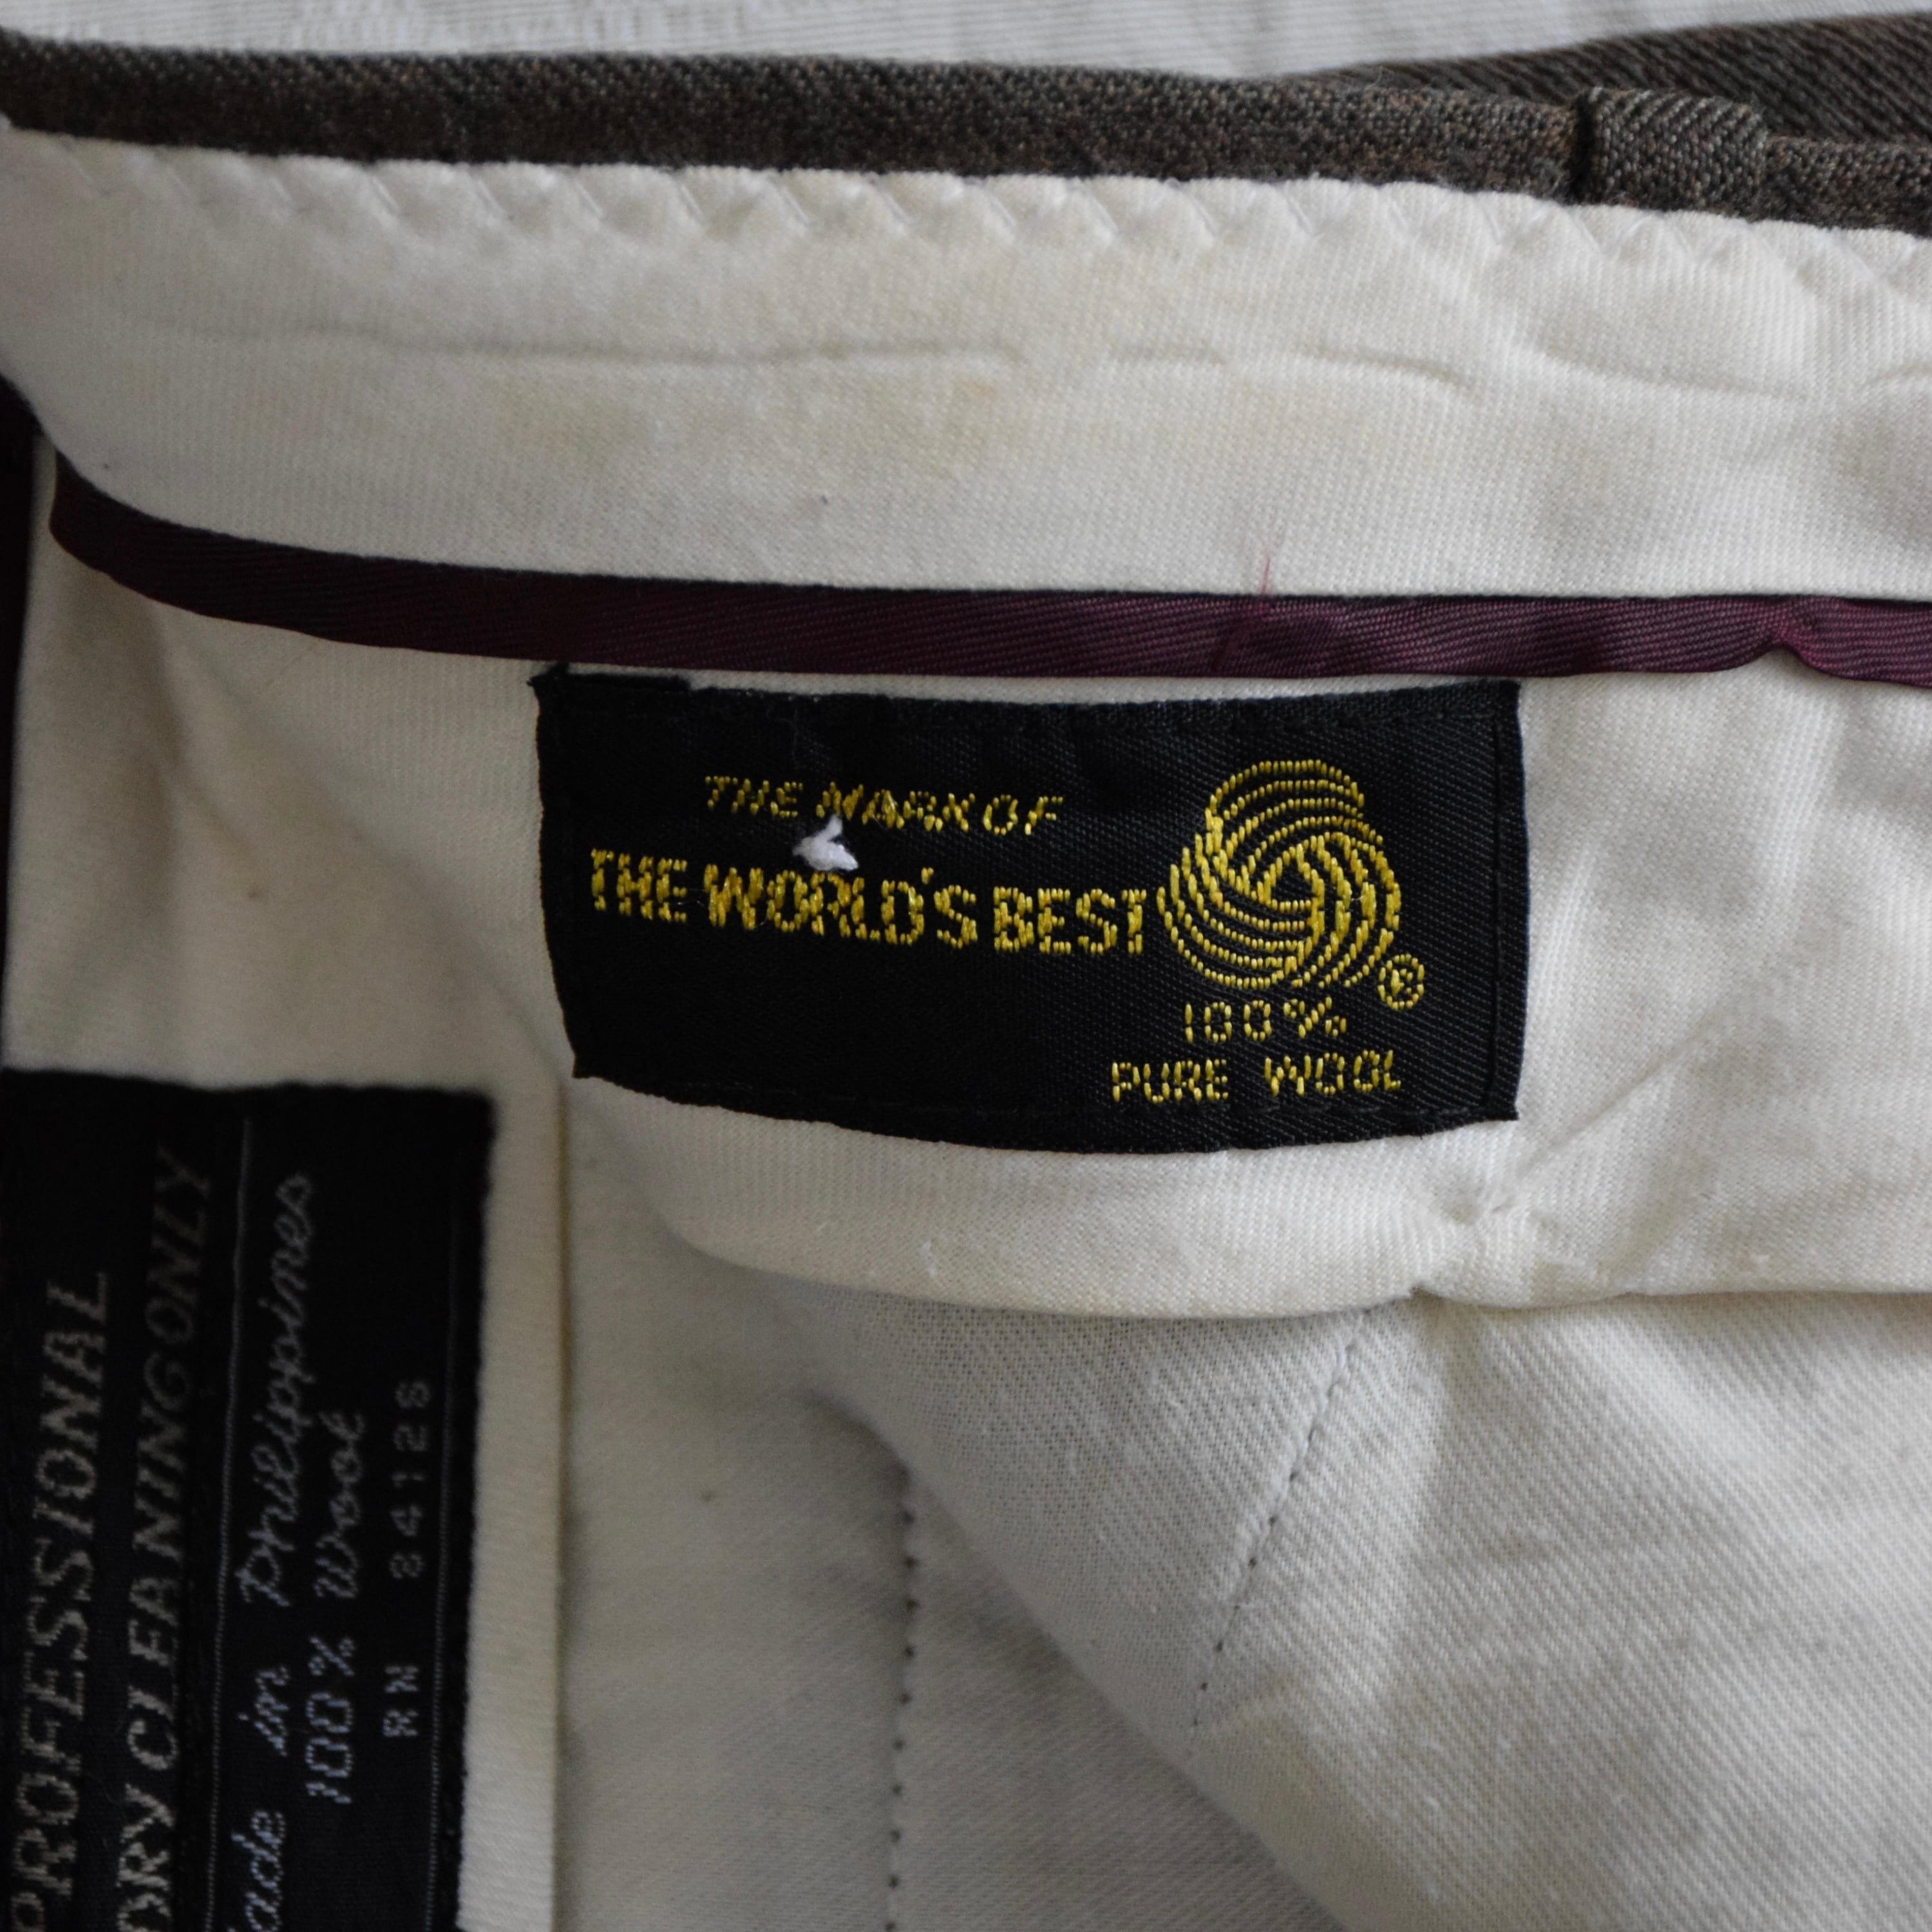 THE MARK OF
THE WORLD'S BEST
®
100%
PURE WOOL
PROFESSIONAL
DRY CLEANING ONLY
in Philippines
100% Wool
RN 84128